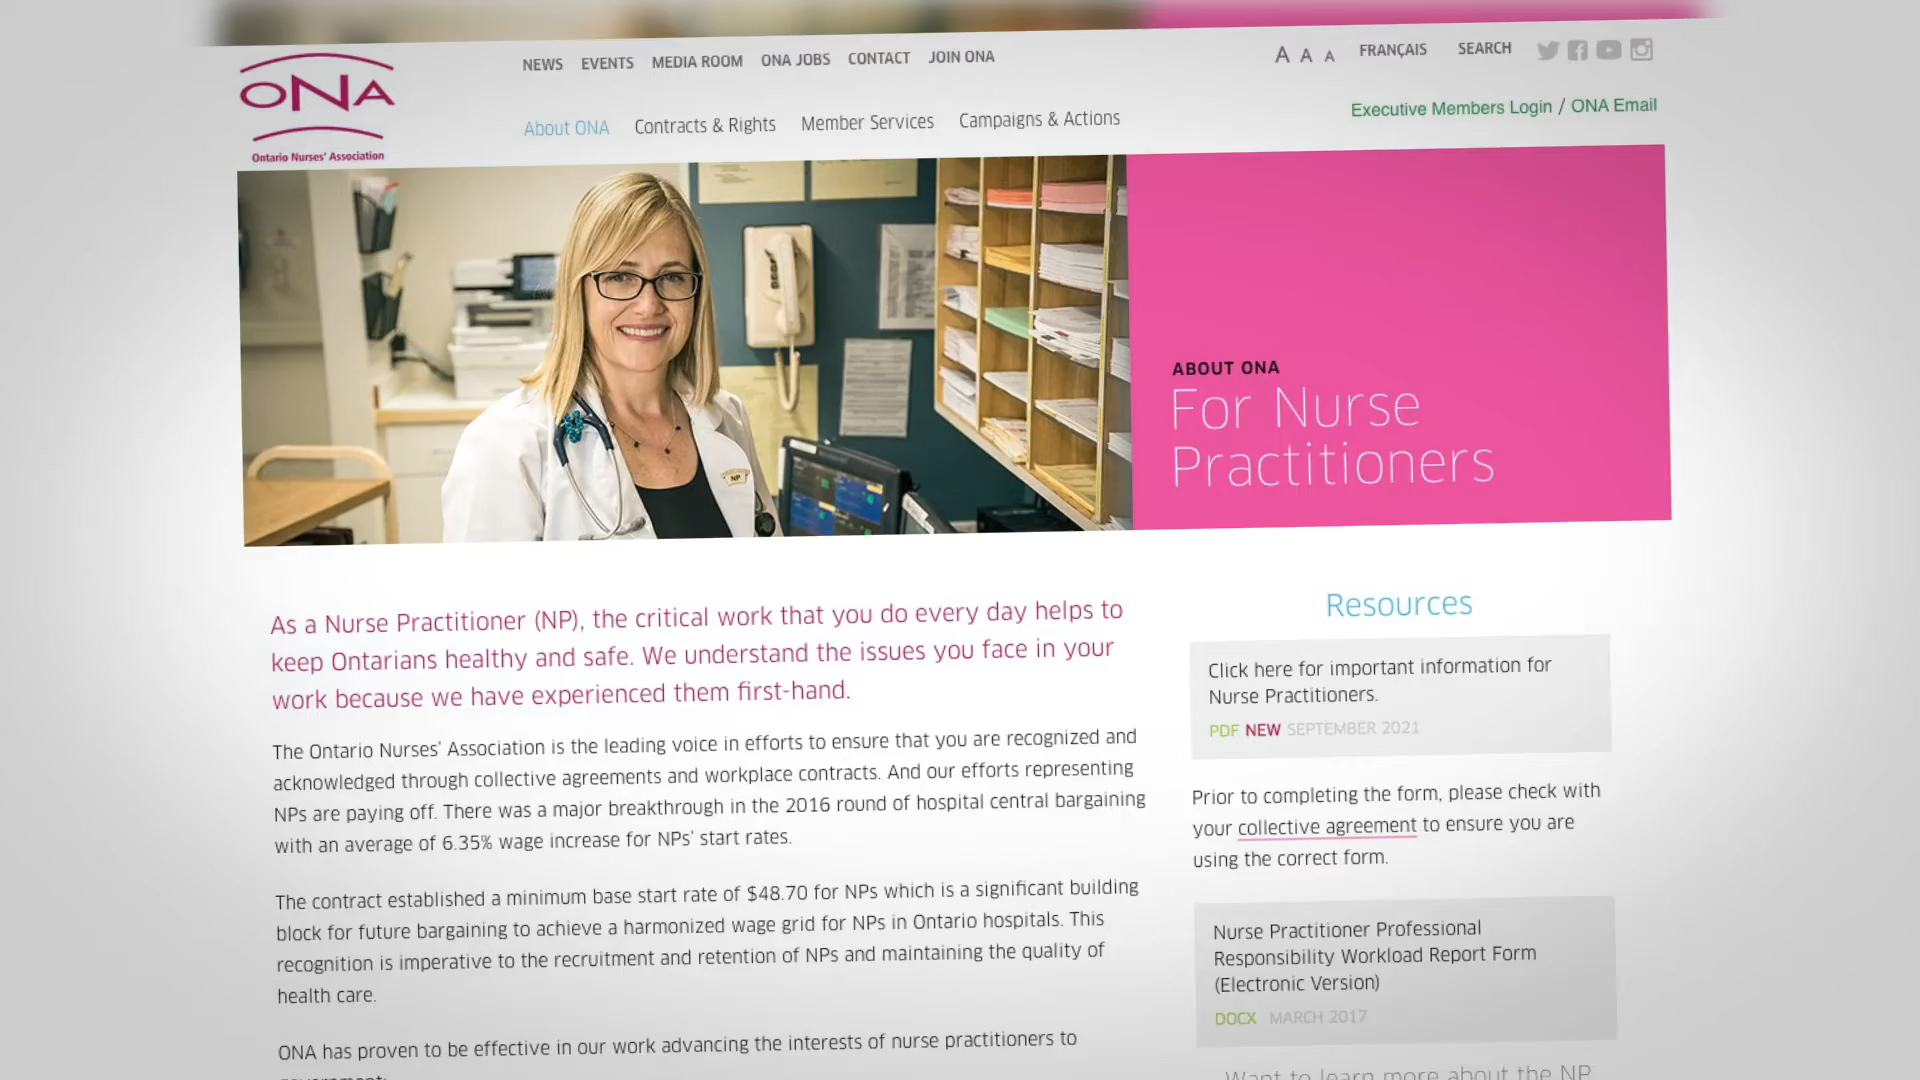 ONA
Ontario Nurses' Association
NEWS EVENTS MEDIA ROOM ONA JOBS CONTACT JOIN ONA
A A A FRANÇAIS SEARCH
Executive Members Login / ONA Email
About ONA Contracts & Rights Member Services Campaigns & Actions
NP
ABOUT ONA
For Nurse
Practitioners
As a Nurse Practitioner (NP), the critical work that you do every day helps to
keep Ontarians healthy and safe. We understand the issues you face in your
work because we have experienced them first-hand.
The Ontario Nurses' Association is the leading voice in efforts to ensure that you are recognized and
acknowledged through collective agreements and workplace contracts. And our efforts representing
NPs are paying off. There was a major breakthrough in the 2016 round of hospital central bargaining
with an average of 6.35% wage increase for NPs' start rates.
The contract established a minimum base start rate of $48.70 for NPs which is a significant building
block for future bargaining to achieve a harmonized wage grid for NPs in Ontario hospitals. This
recognition is imperative to the recruitment and retention of NPs and maintaining the quality of
health care.
ONA has proven to be effective in our work advancing the interests of nurse practitioners to
Resources
Click here for important information for
Nurse Practitioners.
PDF NEW SEPTEMBER 2021
Prior to completing the form, please check with
your collective agreement to ensure you are
using the correct form.
Nurse Practitioner Professional
Responsibility Workload Report Form
(Electronic Version)
DOCX MARCH 2017
Want to learn more about the NP